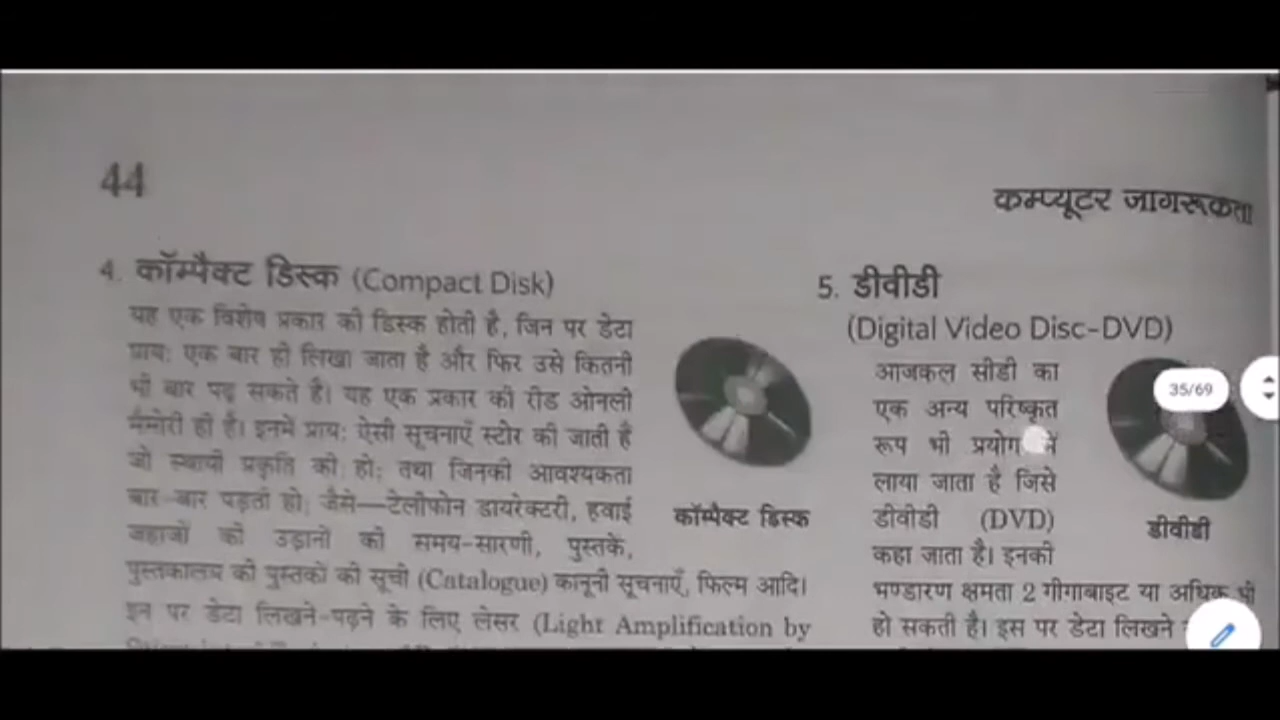 44
कम्प्यूटर जागरूकता
4. कॉम्पैक्ट डिस्क (Compact Disk)
यह एक विशेष प्रकार की डिस्क होती है, जिन पर डेटा
प्रायः एक बार ही लिखा जाता है और फिर उसे कितनी
भी बार पढ़ सकते हैं। यह एक प्रकार की रीड ओनली
मैमोरी ही है। इनमें प्रायः ऐसी सूचनाएँ स्टोर की जाती हैं
जो स्थायी प्रकृति की हो; तथा जिनकी आवश्यकता
बार-बार पड़ती हो; जैसे—टेलीफोन डायरेक्टरी, हवाई
जहाजों की उड़ानों की समय-सारणी, पुस्तकें,
पुस्तकालय की पुस्तकों की सूची (Catalogue) कानूनी सूचनाएँ, फिल्म आदि।
इन पर डेटा लिखने-पढ़ने के लिए लेसर (Light Amplification by
कॉम्पैक्ट डिस्क
5. डीवीडी
(Digital Video Disc-DVD)
आजकल सीडी का
एक अन्य परिष्कृत
रूप भी प्रयोग में
लाया जाता है जिसे
डीवीडी (DVD)
कहा जाता है। इनकी
भण्डारण क्षमता 2 गीगाबाइट या अधिक भी
हो सकती है। इस पर डेटा लिखने
डीवीडी
35/69